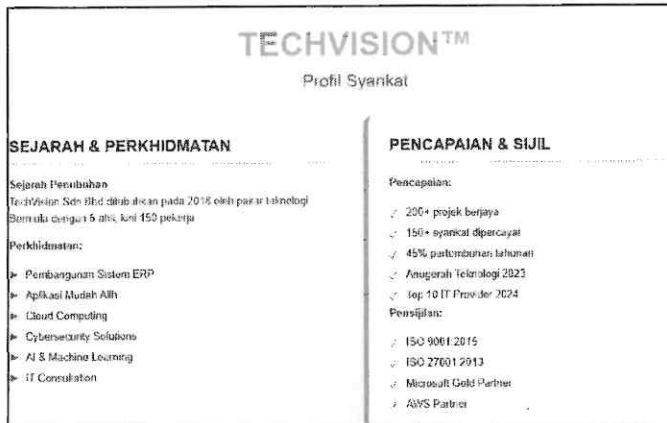 TECHVISION™
Profil Syarikat
SEJARAH & PERKHIDMATAN
Sejarah Penubuhan
TechVision Sdn Bhd ditubuhkan pada 2018 oleh pakar teknologi
Bermula dengan 5 ahli, kini 150 pekerja
Perkhidmatan:
► Pembangunan Sistem ERP
► Aplikasi Mudah Alih
► Cloud Computing
► Cybersecurity Solutions
► AI & Machine Learning
► IT Consultation
PENCAPAIAN & SIJIL
Pencapaian:
✓ 200+ projek berjaya
✓ 150+ syarikat dipercayai
✓ 45% pertumbuhan tahunan
✓ Anugerah Teknologi 2023
✓ Top 10 IT Provider 2024
Pensijilan:
✓ ISO 9001:2015
✓ ISO 27001:2013
✓ Microsoft Gold Partner
✓ AWS Partner